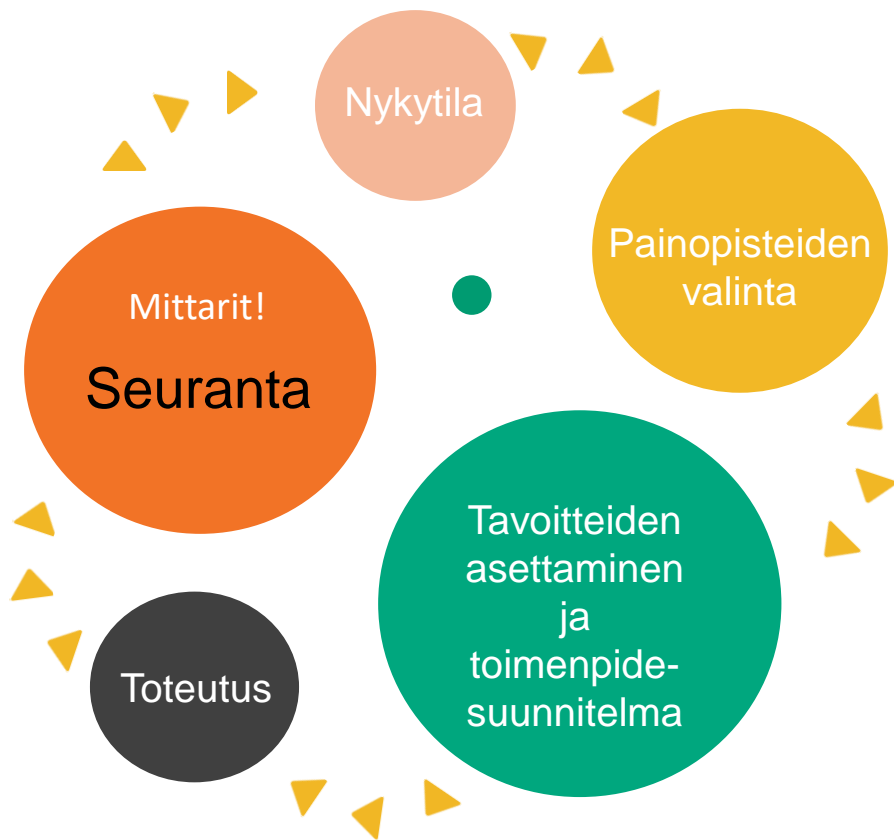 Nykytila
Painopisteiden
valinta
Mittarit!
Seuranta
Tavoitteiden
asettaminen
ja
toimenpide-
suunnitelma
Toteutus